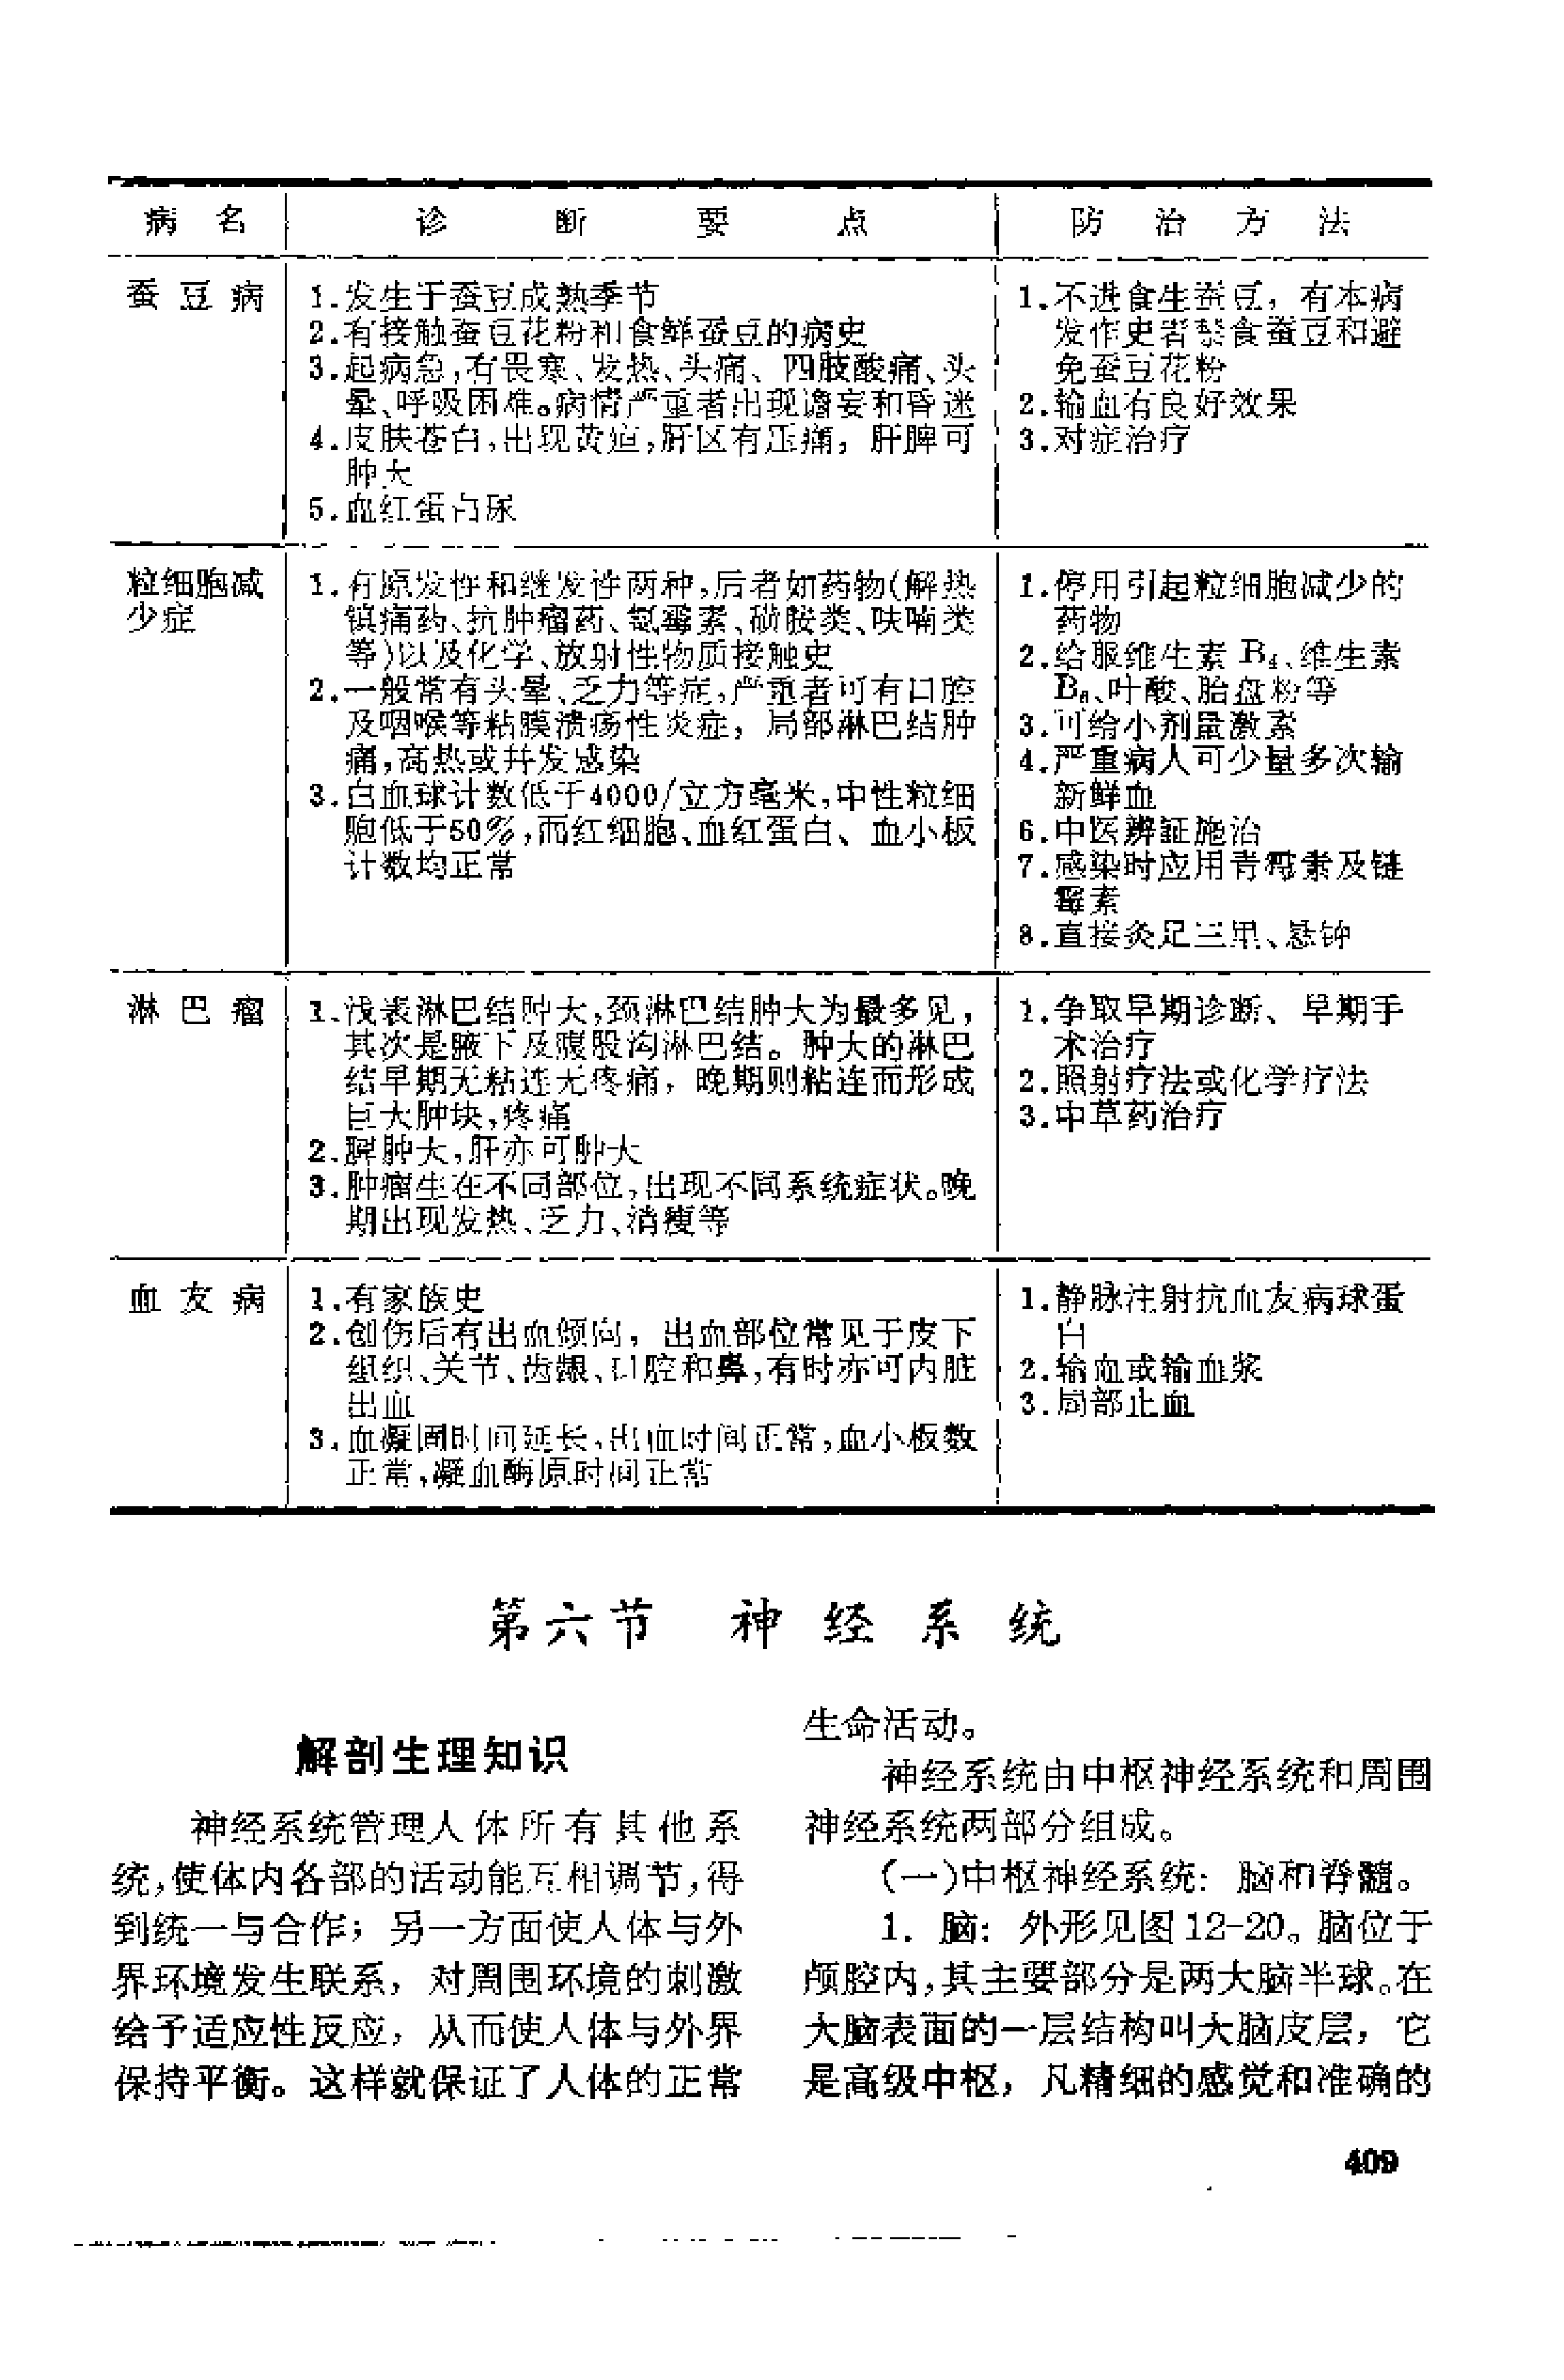 病 名 诊 断 要 点 防 治 方 法
蚕 豆 病
1.发生于蚕豆成熟季节
2.有接触蚕豆花粉和食鲜蚕豆的病史
3.起病急,有畏寒、发热、头痛、四肢酸痛、头
晕、呼吸困难。病情严重者出现谵妄和昏迷
4.皮肤苍白,出现黄疸,肝区有压痛，肝脾可
肿大
5.血红蛋白尿
1.不进食生蚕豆，有本病
发作史者禁食蚕豆和避
免蚕豆花粉
2.输血有良好效果
3.对症治疗
粒细胞减
少症
1.有原发性和继发性两种,后者如药物(解热
镇痛药、抗肿瘤药、氯霉素、磺胺类、呋喃类
等)以及化学、放射性物质接触史
2.一般常有头晕、乏力等症,严重者可有口腔
及咽喉等粘膜溃疡性炎症，局部淋巴结肿
痛,高热或并发感染
3.白血球计数低于4000/立方毫米,中性粒细
胞低于50%,而红细胞、血红蛋白、血小板
计数均正常
1.停用引起粒细胞减少的
药物
2.给服维生素 B₄、维生素
B₆、叶酸、胎盘粉等
3.可给小剂量激素
4.严重病人可少量多次输
新鲜血
6.中医辨证施治
7.感染时应用青霉素及链
霉素
8.直接灸足三里、悬钟
淋 巴 瘤
1.浅表淋巴结肿大,颈淋巴结肿大为最多见，
其次是腋下及腹股沟淋巴结。肿大的淋巴
结早期无粘连无疼痛，晚期则粘连而形成
巨大肿块,疼痛
2.脾肿大,肝亦可肿大
3.肿瘤生在不同部位,出现不同系统症状。晚
期出现发热、乏力、消瘦等
1.争取早期诊断、早期手
术治疗
2.照射疗法或化学疗法
3.中草药治疗
血 友 病
1.有家族史
2.创伤后有出血倾向，出血部位常见于皮下
组织、关节、齿龈、口腔和鼻,有时亦可内脏
出血
3.血凝固时间延长,出血时间正常,血小板数
正常,凝血酶原时间正常
1.静脉注射抗血友病球蛋
白
2.输血或输血浆
3.局部止血
第六节 神 经 系 统
解剖生理知识
神经系统管理人体所有其他系
统,使体内各部的活动能互相调节,得
到统一与合作；另一方面使人体与外
界环境发生联系，对周围环境的刺激
给予适应性反应，从而使人体与外界
保持平衡。这样就保证了人体的正常
生命活动。
神经系统由中枢神经系统和周围
神经系统两部分组成。
(一)中枢神经系统：脑和脊髓。
1. 脑：外形见图12-20。脑位于
颅腔内,其主要部分是两大脑半球。在
大脑表面的一层结构叫大脑皮层，它
是高级中枢，凡精细的感觉和准确的
409